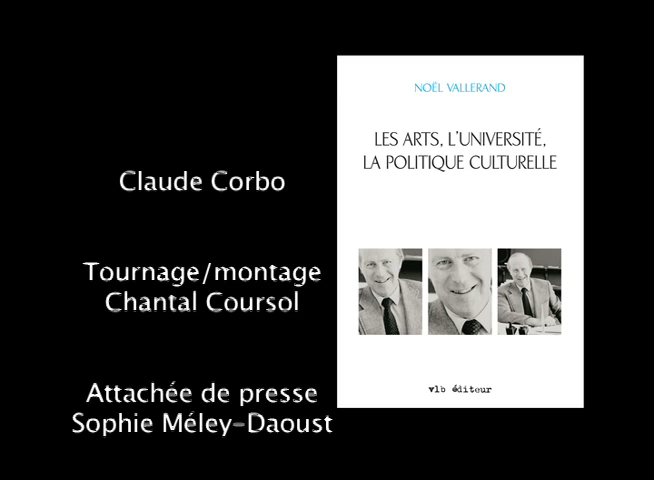 Claude Corbo
Tournage/montage
Chantal Coursol
Attachée de presse
Sophie Méley-Daoust
NOËL VALLERAND
LES ARTS, L'UNIVERSITÉ,
LA POLITIQUE CULTURELLE
vlb éditeur